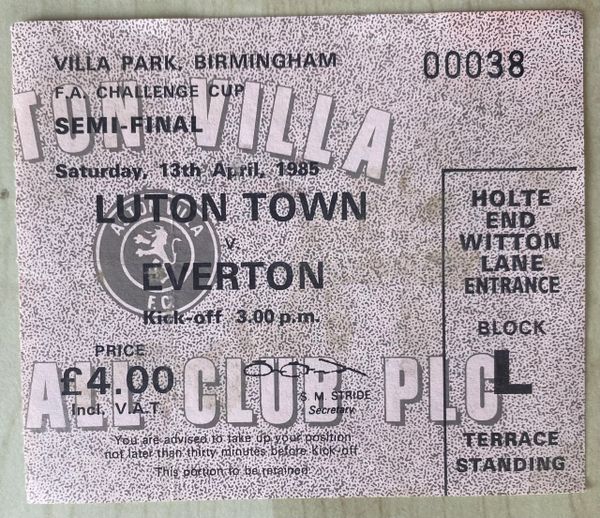 VILLA PARK, BIRMINGHAM
00038
F.A. CHALLENGE CUP
TON VILLA
SEMI-FINAL
Saturday, 13th April, 1985
LUTON TOWN
v.
EVERTON
F.C.
Kick-off 3.00 p.m.
PRICE
£4.00
Incl. V.A.T.
ALL CLUB PLC
S. M. STRIDE
Secretary
You are advised to take up your position
not later than thirty minutes before Kick-off
This portion to be retained
HOLTE
END
WITTON
LANE
ENTRANCE
BLOCK
L
TERRACE
STANDING